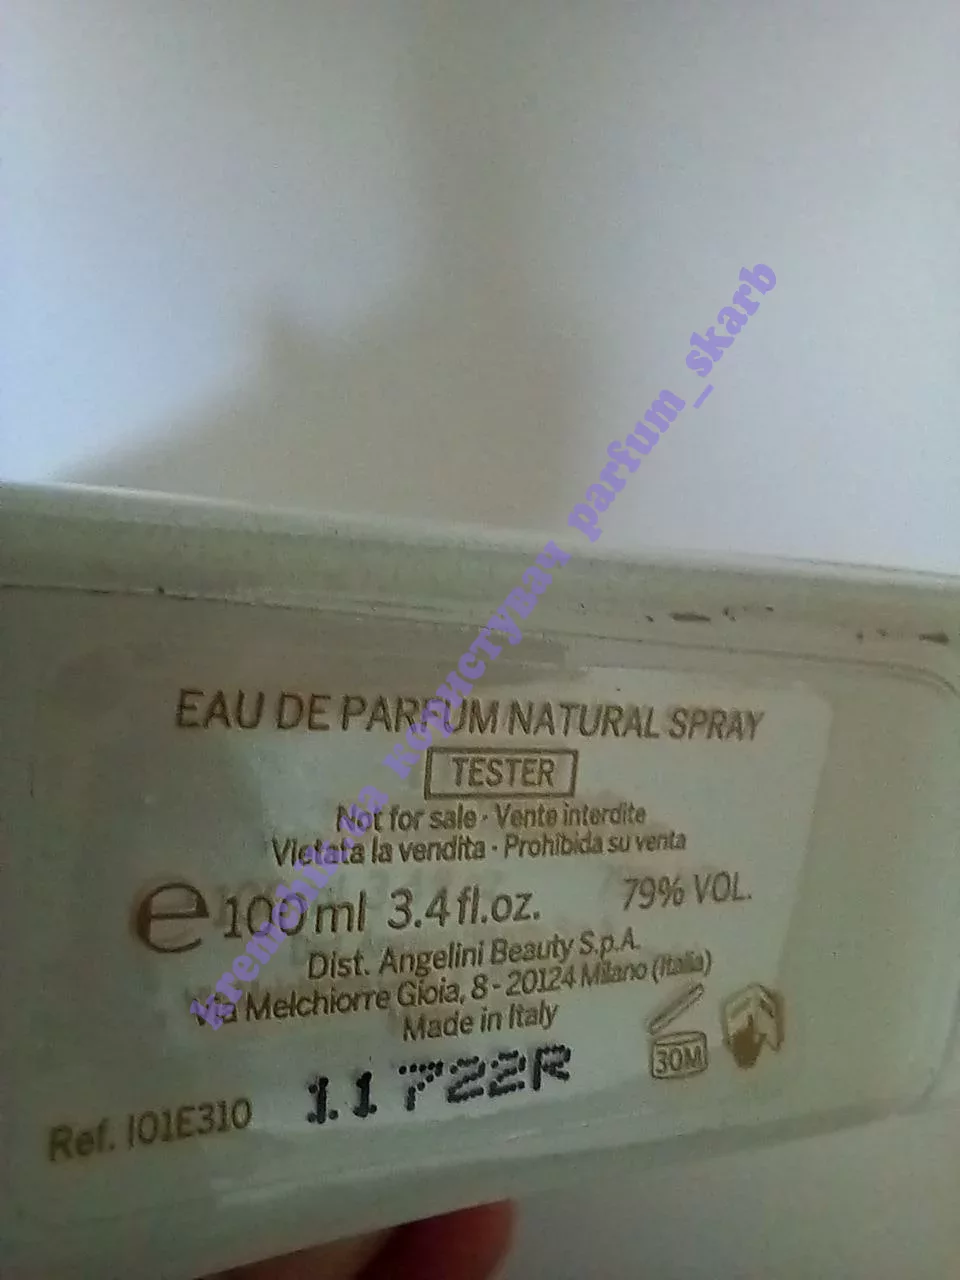 EAU DE PARFUM NATURAL SPRAY
TESTER
Not for sale · Vente interdite
Vietata la vendita · Prohibida su venta
e 100 ml 3.4 fl.oz. 79% VOL.
Dist. Angelini Beauty S.p.A.
Via Melchiorre Gioia, 8 - 20124 Milano (Italia)
Made in Italy
30M
Ref. I01E310
11722R
користувач parfum_skarb